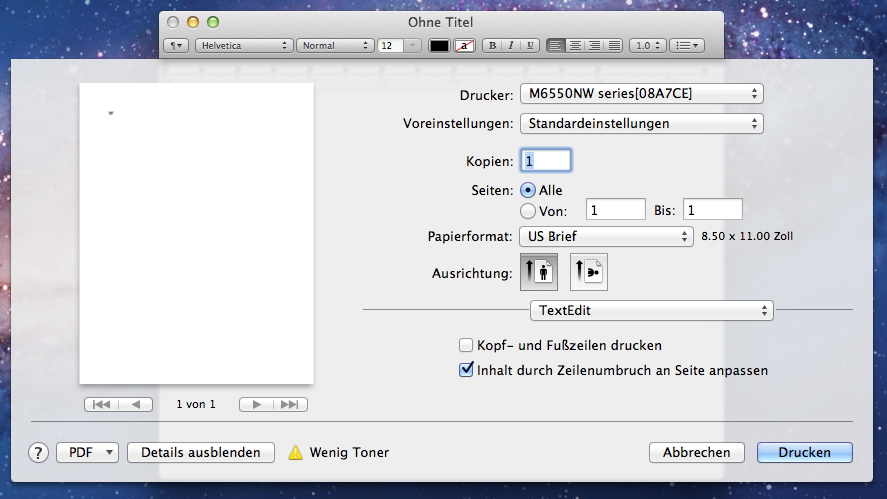 Ohne Titel
¶ Helvetica Normal 12 a B I U 1.0
Drucker: M6550NW series[08A7CE]
Voreinstellungen: Standardeinstellungen
Kopien: 1
Seiten: Alle
Von: 1 Bis: 1
Papierformat: US Brief 8.50 x 11.00 Zoll
Ausrichtung:
TextEdit
Kopf- und Fußzeilen drucken
Inhalt durch Zeilenumbruch an Seite anpassen
1 von 1
? PDF Details ausblenden Wenig Toner Abbrechen Drucken